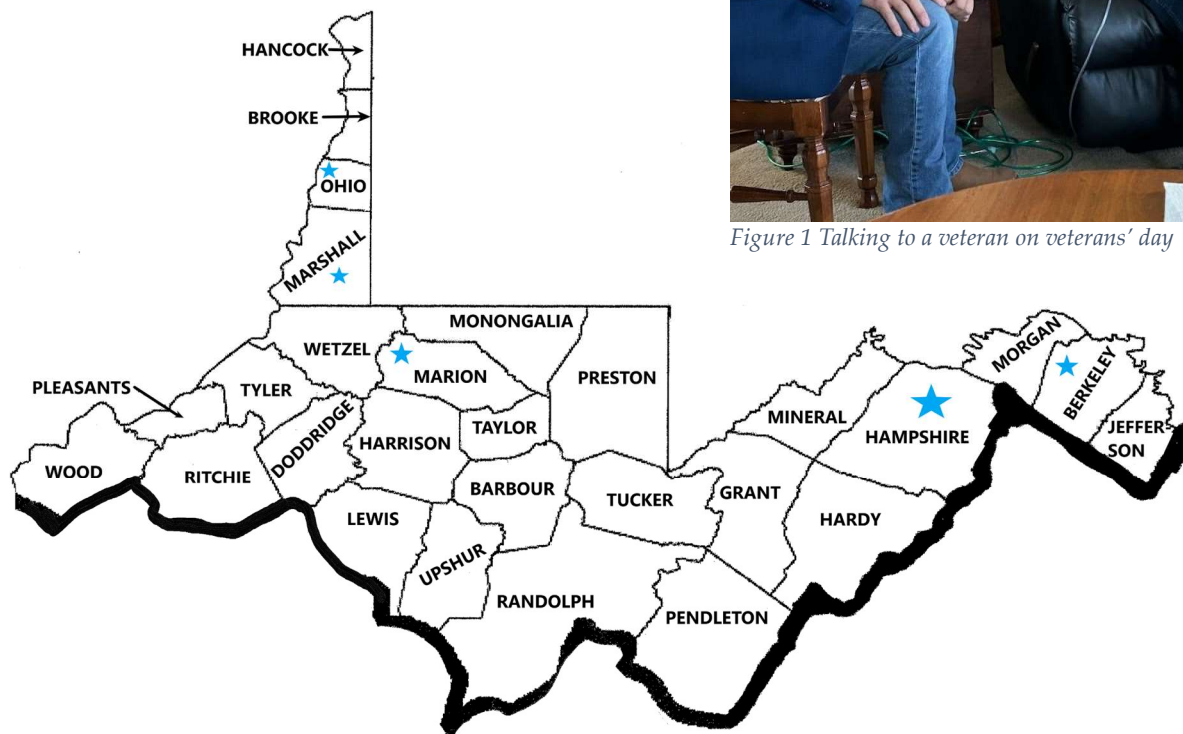 HANCOCK
BROOKE
OHIO
Figure 1 Talking to a veteran on veterans' day
MARSHALL
MONONGALIA
MORGAN
WETZEL
MARION
PRESTON
BERKELEY
PLEASANTS
TYLER
MINERAL
HAMPSHIRE
DODDRIDGE
TAYLOR
JEFFER-
SON
HARRISON
WOOD
RITCHIE
BARBOUR
TUCKER
GRANT
LEWIS
HARDY
UPSHUR
RANDOLPH
PENDLETON